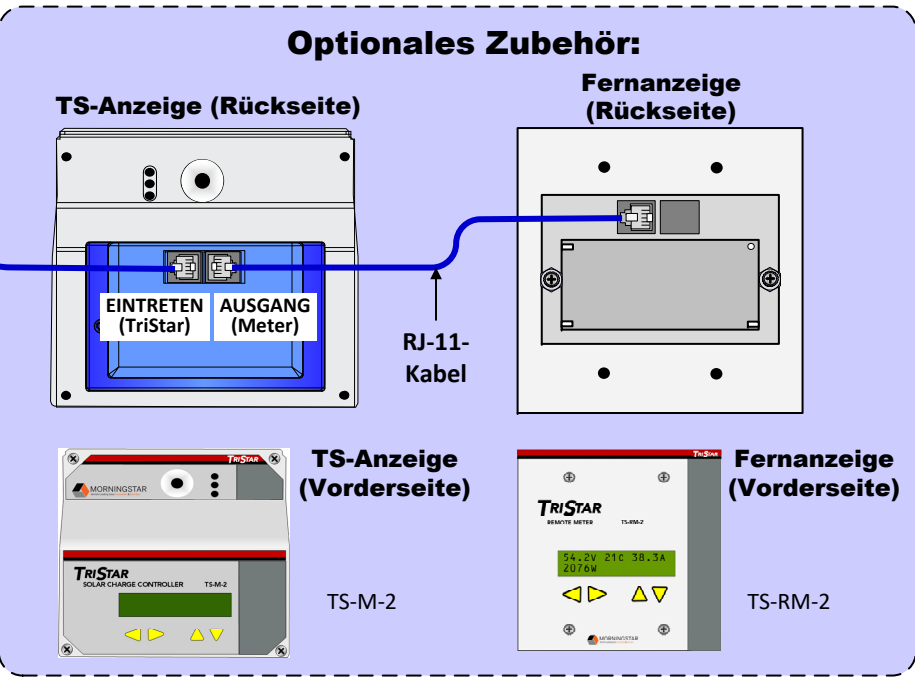 Optionales Zubehör:
TS-Anzeige (Rückseite)
Fernanzeige
(Rückseite)
EINTRETEN
(TriStar)
AUSGANG
(Meter)
RJ-11-
Kabel
TRISTAR
MORNINGSTAR
TRISTAR
SOLAR CHARGE CONTROLLER TS-M-2
TS-Anzeige
(Vorderseite)
TS-M-2
TRISTAR
TRISTAR
REMOTE METER TS-RM-2
54.2V 21C 38.3A
2076W
MORNINGSTAR
Fernanzeige
(Vorderseite)
TS-RM-2